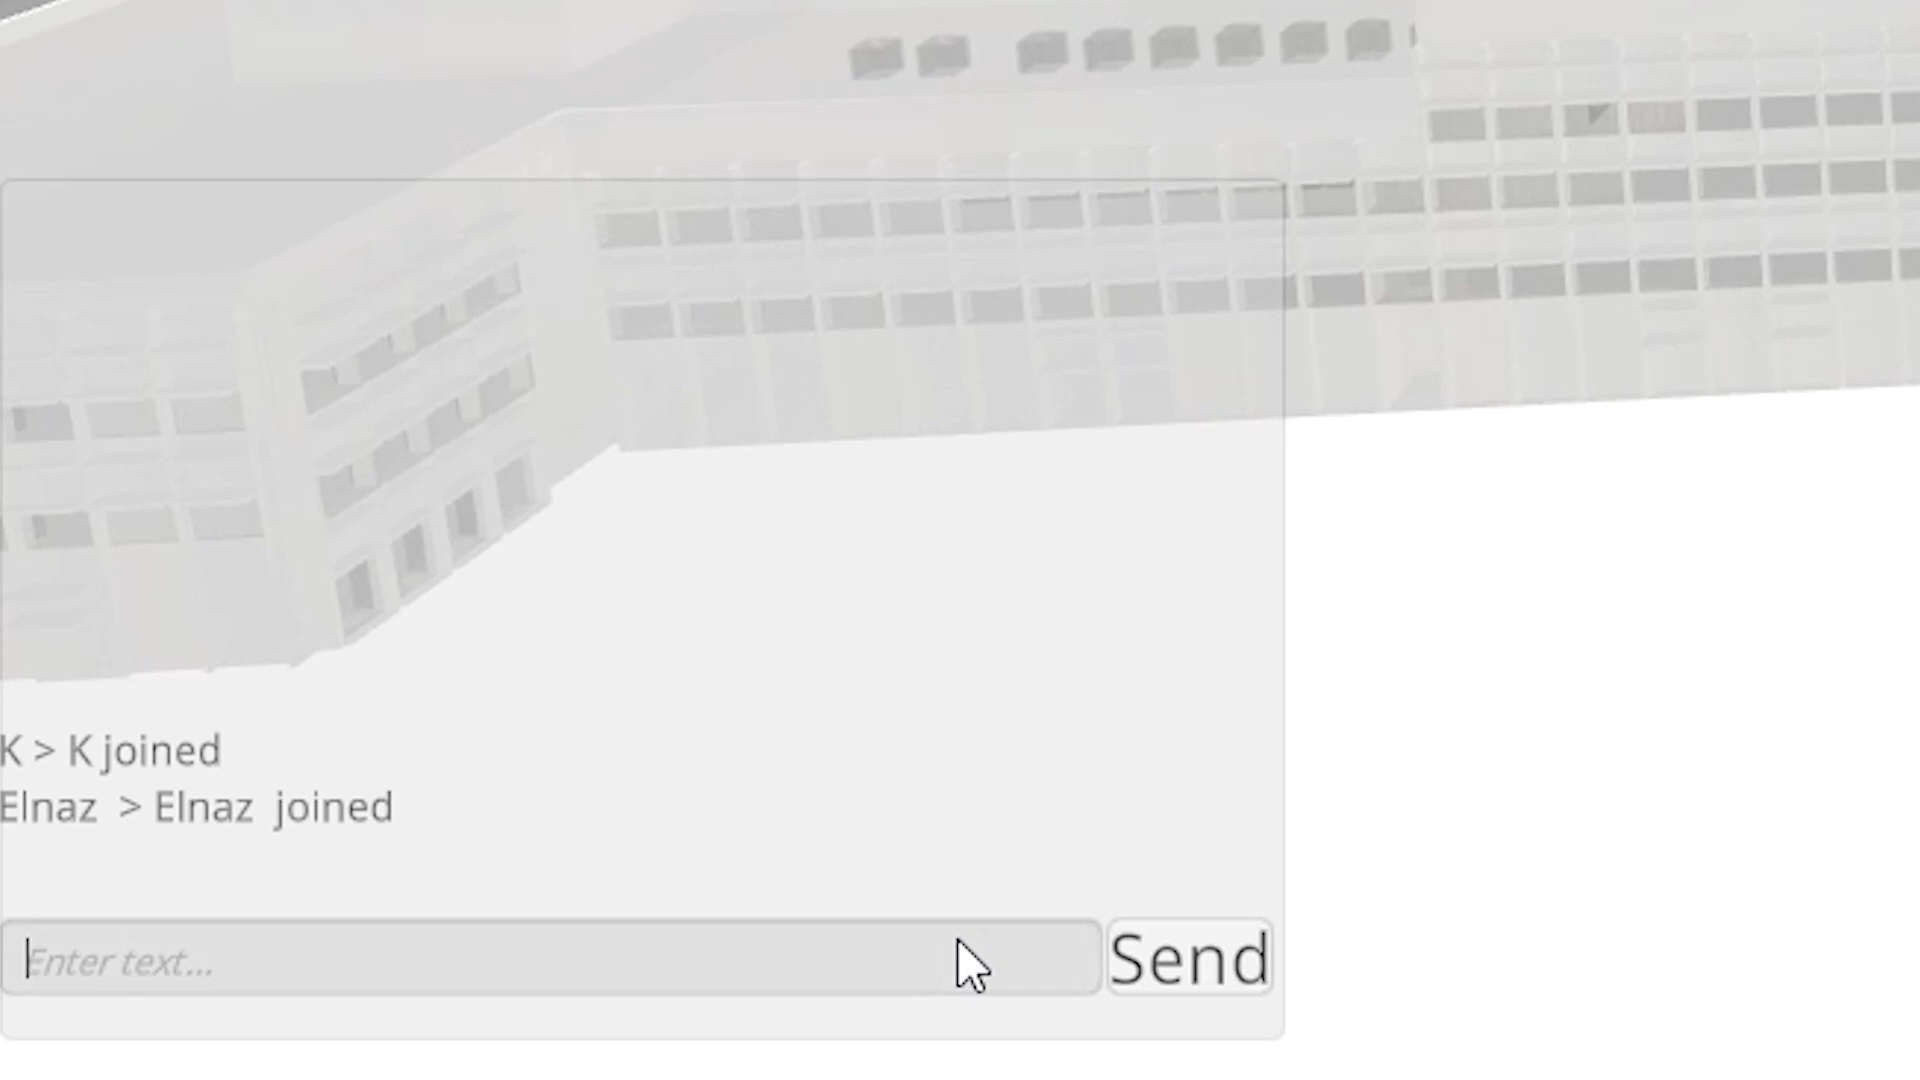 K > K joined
Elnaz  > Elnaz  joined
Enter text...
Send